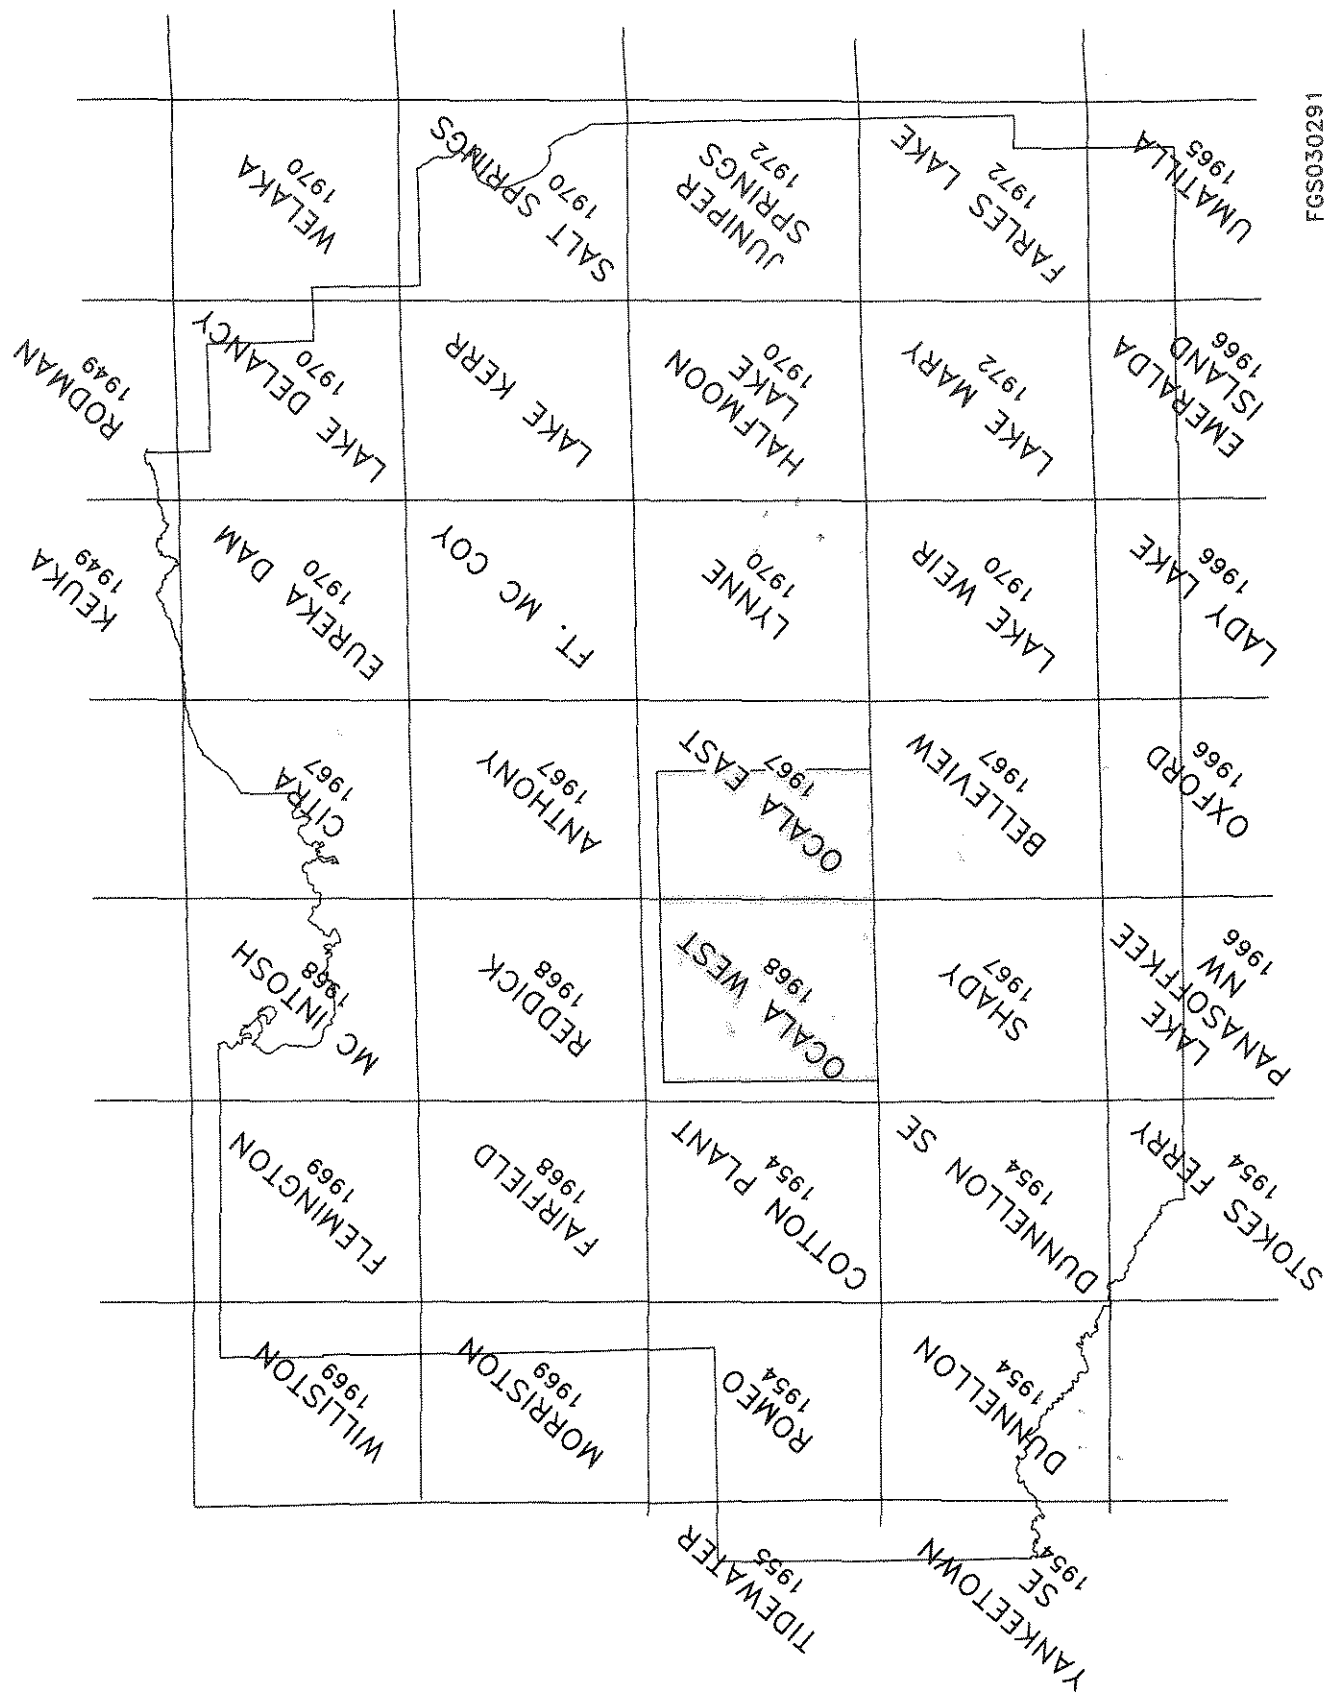 KEUKA
1949
RODMAN
1949
WILLISTON
1969
FLEMINGTON
1969
MC INTOSH
1968
CITRA
1967
EUREKA DAM
1970
LAKE DELANCY
1970
WELAKA
1970
MORRISTON
1969
FAIRFIELD
1968
REDDICK
1968
ANTHONY
1967
FT. MC COY
LAKE KERR
SALT SPRINGS
1970
TIDEWATER
1955
ROMEO
1954
COTTON PLANT
1954
OCALA WEST
1968
OCALA EAST
1967
LYNNE
1970
HALFMOON
LAKE
1970
JUNIPER
SPRINGS
1972
YANKEETOWN
SE
1954
DUNNELLON
1954
DUNNELLON SE
1954
SHADY
1967
BELLEVIEW
1967
LAKE WEIR
1970
LAKE MARY
1972
FARLES LAKE
1972
STOKES FERRY
1954
LAKE
PANASOFFKEE
NW
1966
OXFORD
1966
LADY LAKE
1966
EMERALDA
ISLAND
1966
UMATILLA
1965
FGS030291